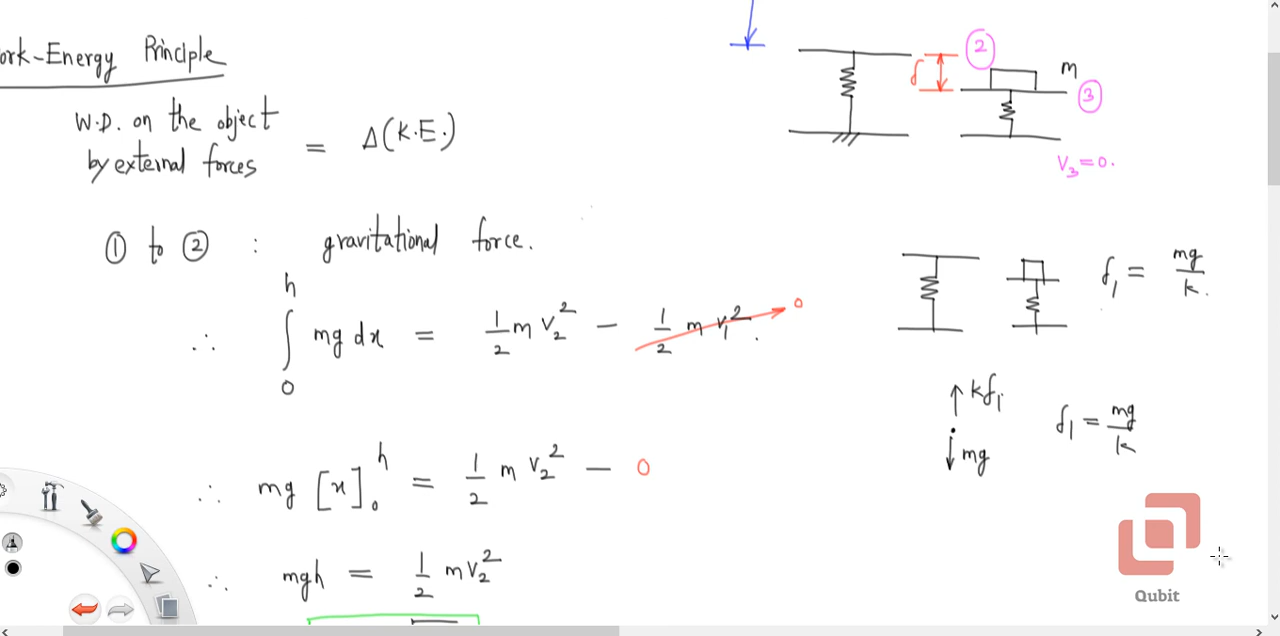 ork-Energy Principle
W.D. on the object
by external forces = Δ(K.E.)
① to ② : gravitational force.
∴ ∫₀ʰ mg dx = 1/2 m v₂² − 1/2 m v₁². 0
∴ mg [x]₀ʰ = 1/2 m v₂² − 0
∴ mgh = 1/2 m v₂²
δ
②
m
③
V₃=0.
δ₁ = mg/k.
↑ kδ₁
↓ mg
δ₁ = mg/k
Qubit